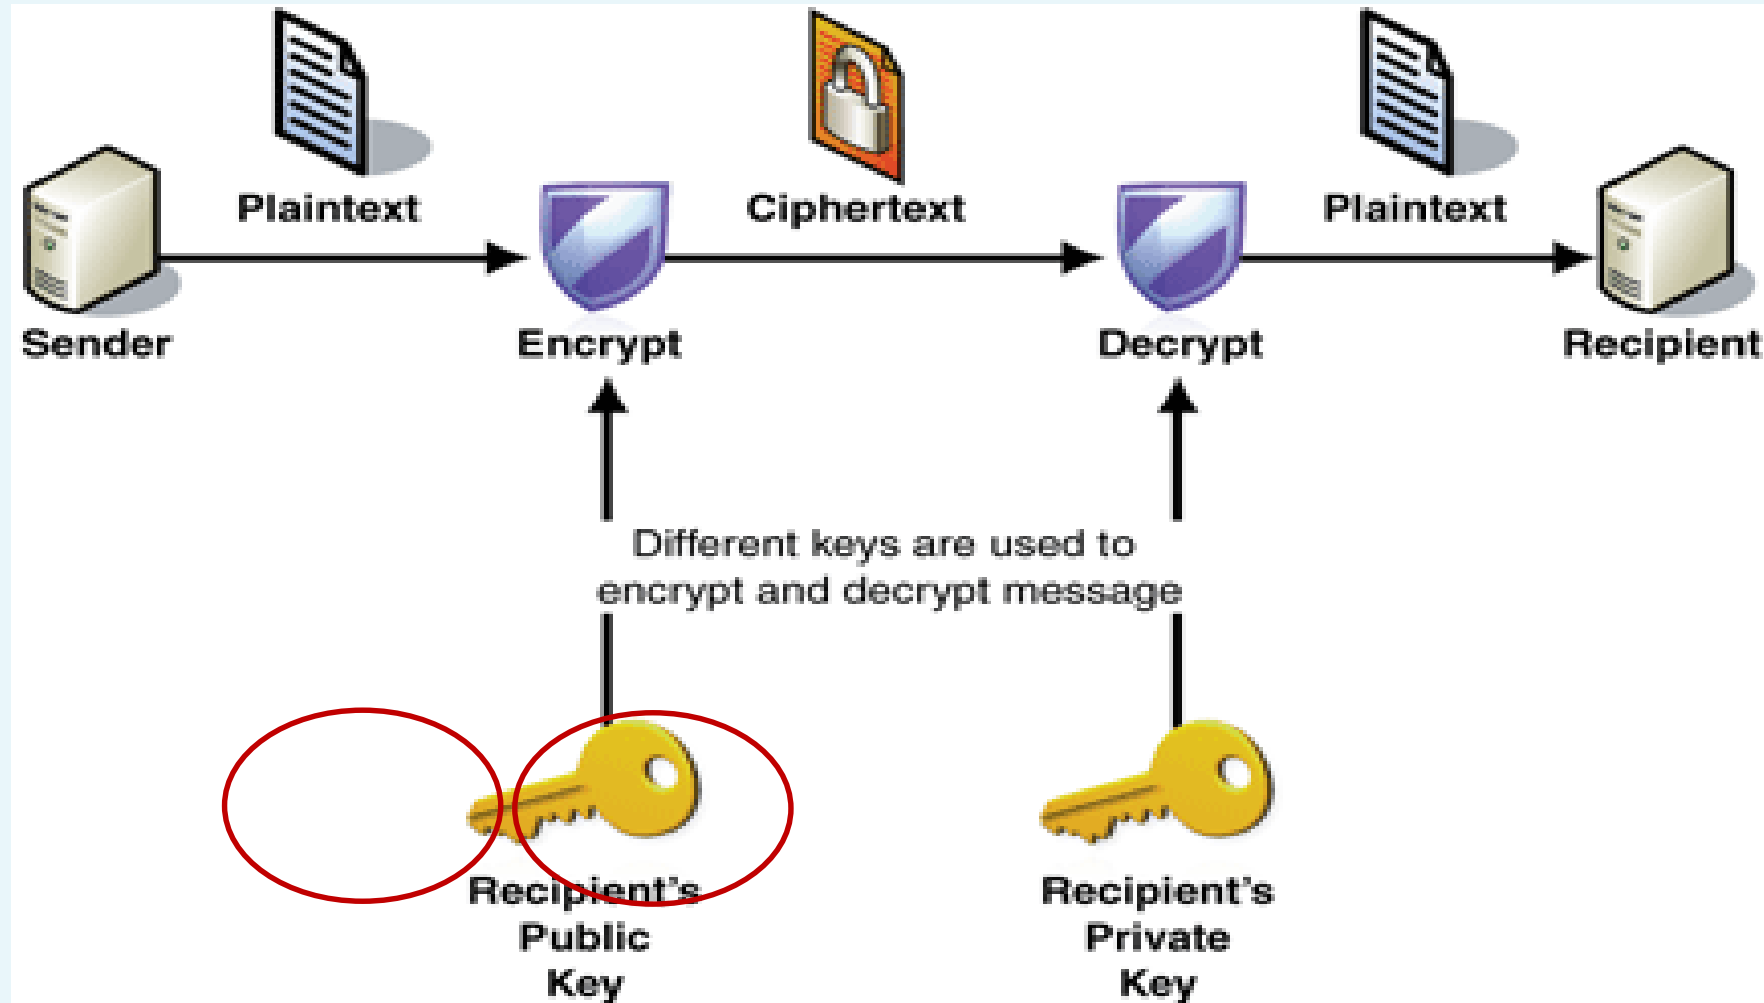 Plaintext
Ciphertext
Plaintext
Sender
Encrypt
Decrypt
Recipient
Different keys are used to
encrypt and decrypt message
Recipient's
Public
Key
Recipient's
Private
Key